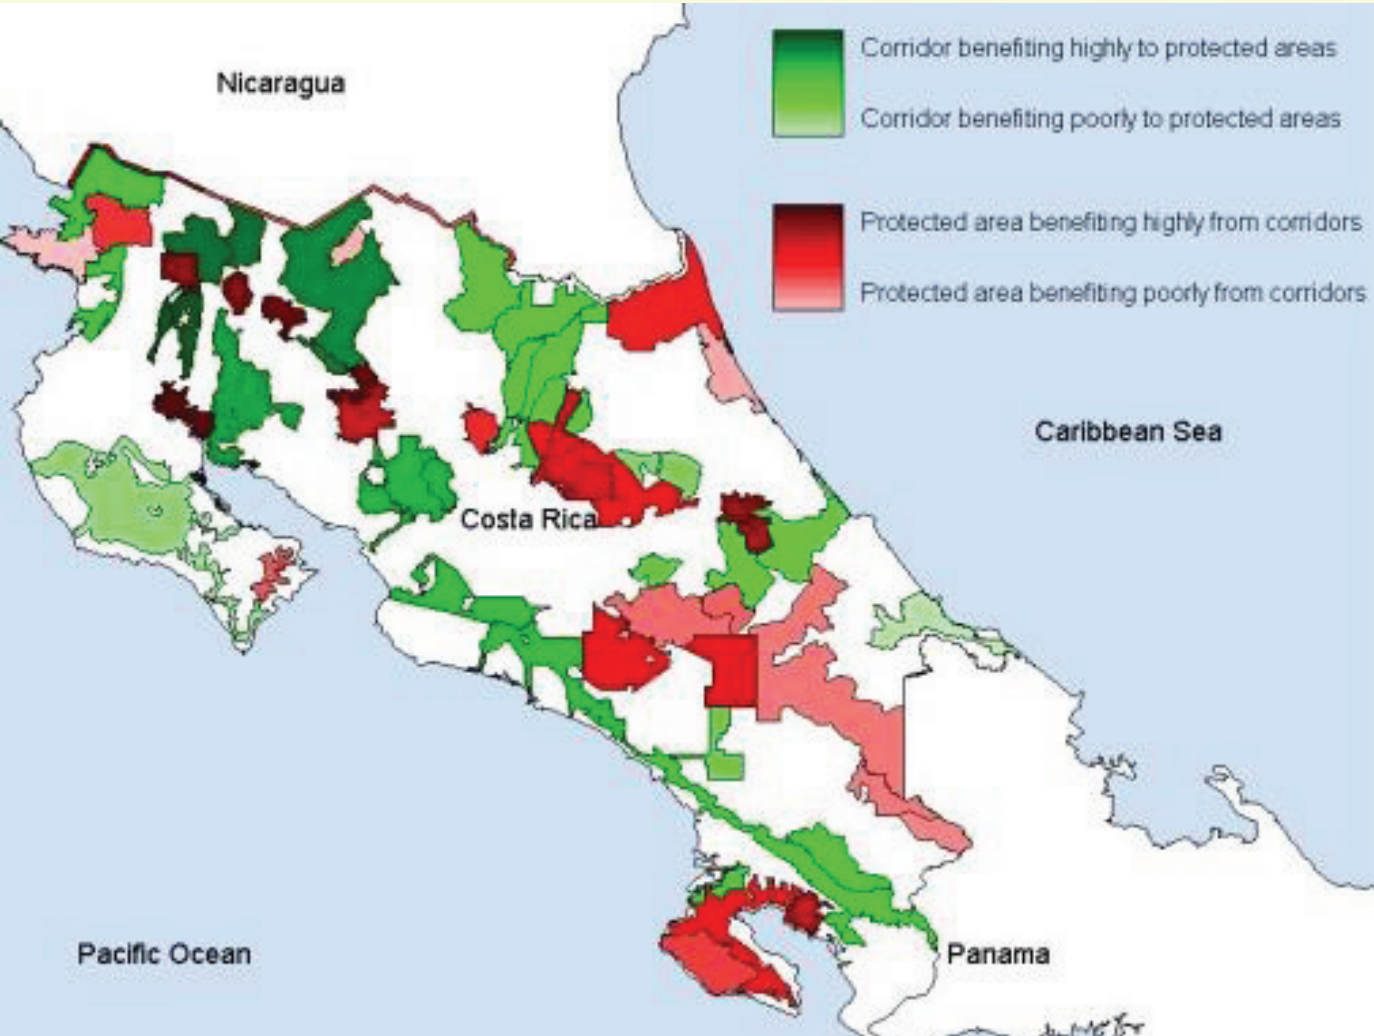 Nicaragua
Corridor benefiting highly to protected areas
Corridor benefiting poorly to protected areas
Protected area benefiting highly from corridors
Protected area benefiting poorly from corridors
Caribbean Sea
Costa Rica
Pacific Ocean
Panama